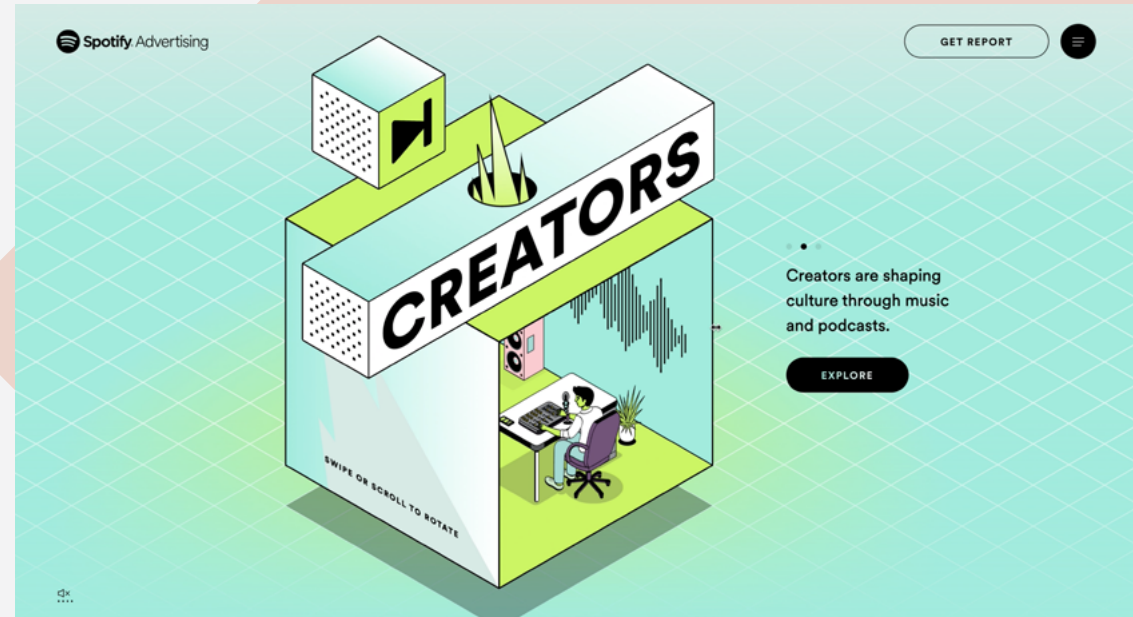 Spotify Advertising
GET REPORT
CREATORS
Creators are shaping
culture through music
and podcasts.
EXPLORE
SWIPE OR SCROLL TO ROTATE